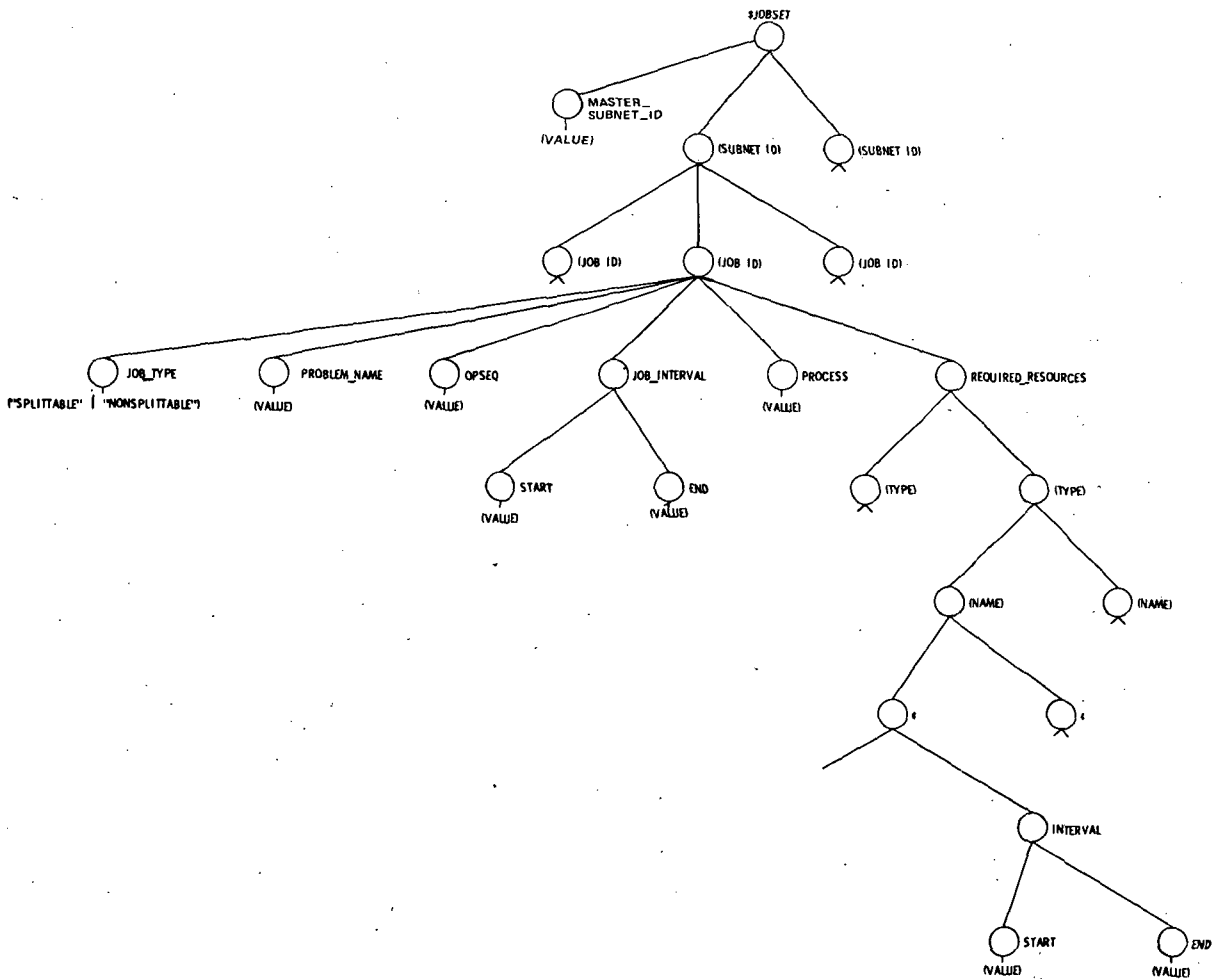 $JOBSET
MASTER_
SUBNET_ID
(VALUE)
(SUBNET ID)
(SUBNET ID)
(JOB ID)
(JOB ID)
(JOB ID)
JOB_TYPE
PROBLEM_NAME
OPSEQ
JOB_INTERVAL
PROCESS
REQUIRED_RESOURCES
("SPLITTABLE" | "NONSPLITTABLE")
(VALUE)
(VALUE)
(VALUE)
START
END
(TYPE)
(TYPE)
(VALUE)
(VALUE)
(NAME)
(NAME)
INTERVAL
START
END
(VALUE)
(VALUE)